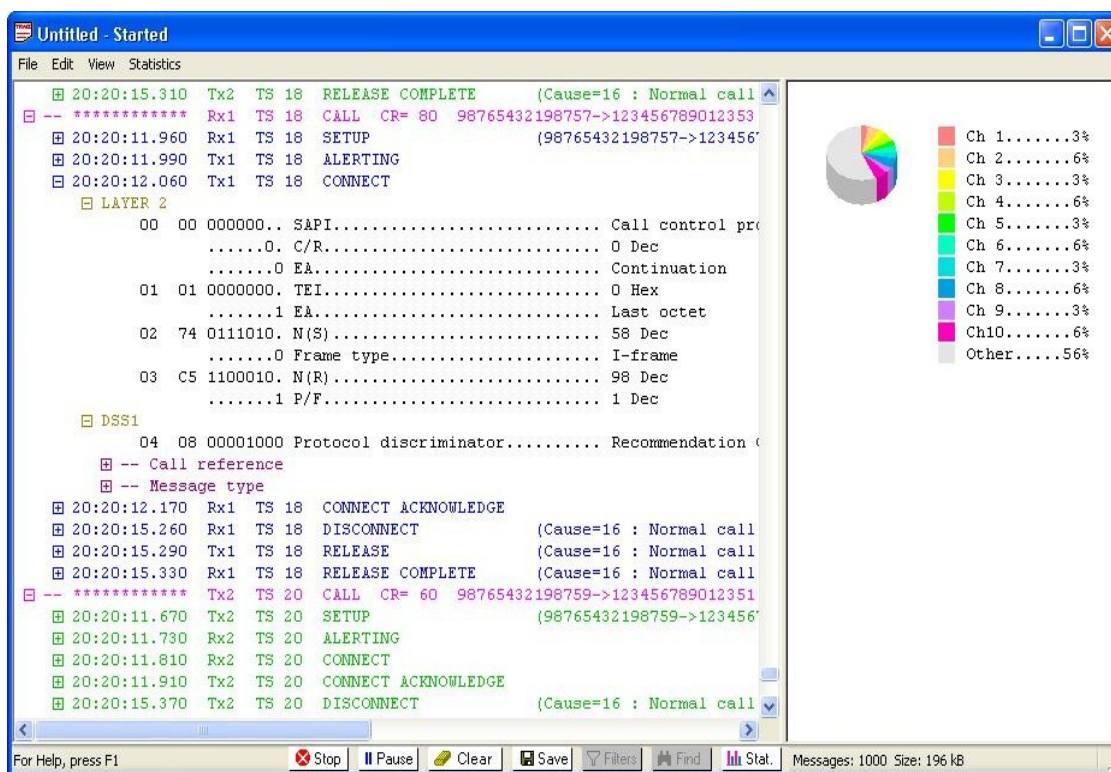 Untitled - Started
File Edit View Statistics
20:20:15.310 Tx2 TS 18 RELEASE COMPLETE (Cause=16 : Normal call
-- ************ Rx1 TS 18 CALL CR= 80 98765432198757->123456789012353
20:20:11.960 Rx1 TS 18 SETUP (98765432198757->123456
20:20:11.990 Tx1 TS 18 ALERTING
20:20:12.060 Tx1 TS 18 CONNECT
LAYER 2
00 00 000000.. SAPI............................ Call control
......0. C/R............................ 0 Dec
.......0 EA............................. Continuation
01 01 0000000. TEI............................ 0 Hex
.......1 EA............................. Last octet
02 74 0111010. N(S)........................... 58 Dec
.......0 Frame type..................... I-frame
03 C5 1100010. N(R)........................... 98 Dec
.......1 P/F............................ 1 Dec
DSS1
04 08 00001000 Protocol discriminator.......... Recommendation
-- Call reference
-- Message type
20:20:12.170 Rx1 TS 18 CONNECT ACKNOWLEDGE
20:20:15.260 Rx1 TS 18 DISCONNECT (Cause=16 : Normal call
20:20:15.290 Tx1 TS 18 RELEASE (Cause=16 : Normal call
20:20:15.330 Rx1 TS 18 RELEASE COMPLETE (Cause=16 : Normal call
-- ************ Tx2 TS 20 CALL CR= 60 98765432198759->123456789012351
20:20:11.670 Tx2 TS 20 SETUP (98765432198759->123456
20:20:11.730 Rx2 TS 20 ALERTING
20:20:11.810 Rx2 TS 20 CONNECT
20:20:11.910 Tx2 TS 20 CONNECT ACKNOWLEDGE
20:20:15.370 Tx2 TS 20 DISCONNECT (Cause=16 : Normal call
Ch 1.......3%
Ch 2.......6%
Ch 3.......3%
Ch 4.......6%
Ch 5.......3%
Ch 6.......6%
Ch 7.......3%
Ch 8.......6%
Ch 9.......3%
Ch10.......6%
Other.....56%
For Help, press F1
Stop Pause Clear Save Filters Find Stat.
Messages: 1000 Size: 196 kB